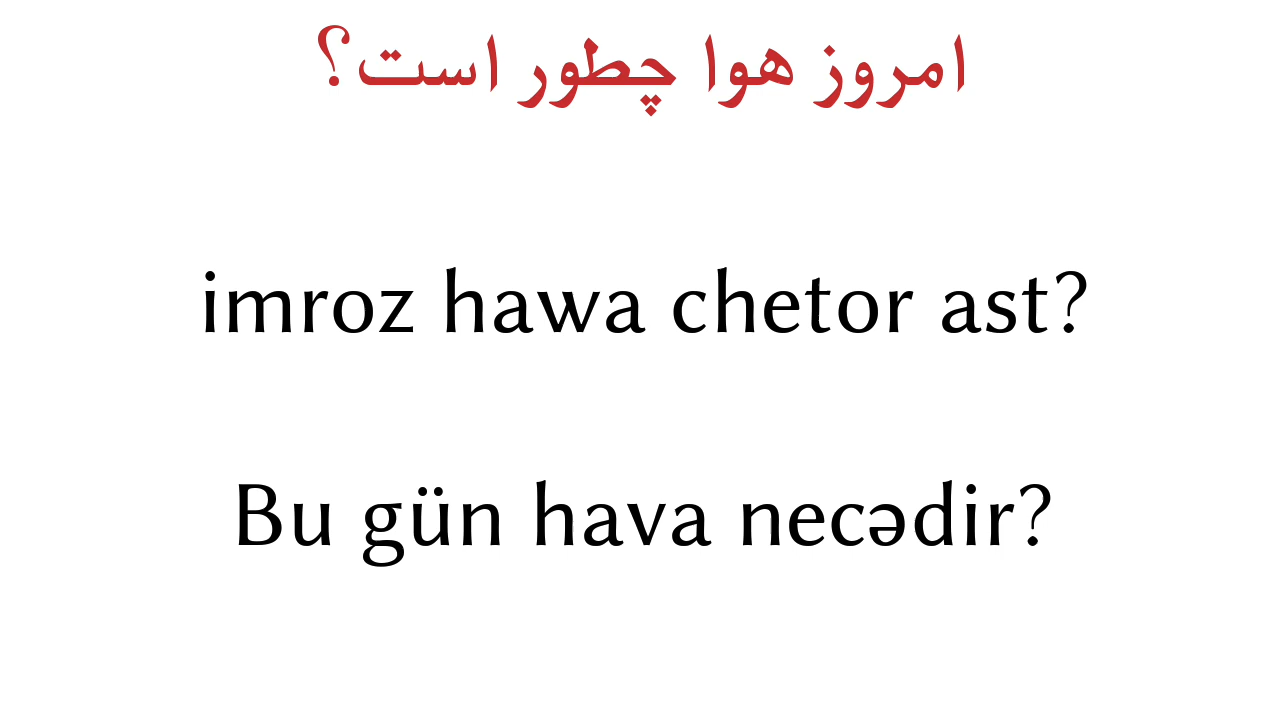 امروز هوا چطور است؟
imroz hawa chetor ast?
Bu gün hava necədir?